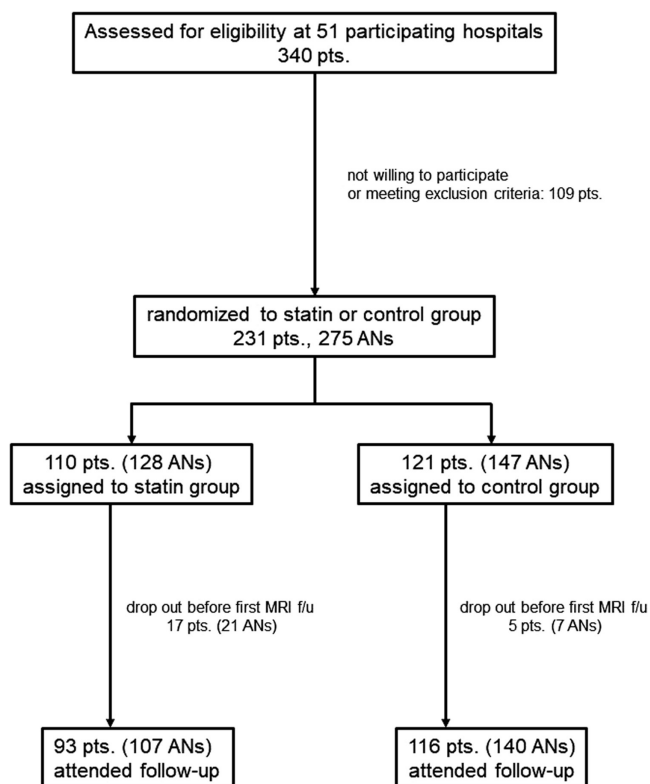 Assessed for eligibility at 51 participating hospitals
340 pts.
not willing to participate
or meeting exclusion criteria: 109 pts.
randomized to statin or control group
231 pts., 275 ANs
110 pts. (128 ANs)
assigned to statin group
121 pts. (147 ANs)
assigned to control group
drop out before first MRI f/u
17 pts. (21 ANs)
drop out before first MRI f/u
5 pts. (7 ANs)
93 pts. (107 ANs)
attended follow-up
116 pts. (140 ANs)
attended follow-up